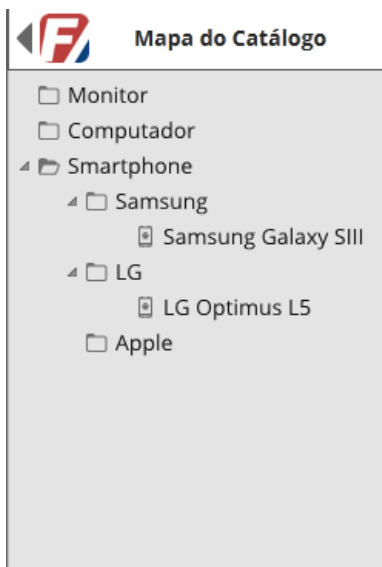 F
Mapa do Catálogo
Monitor
Computador
Smartphone
Samsung
Samsung Galaxy SIII
LG
LG Optimus L5
Apple